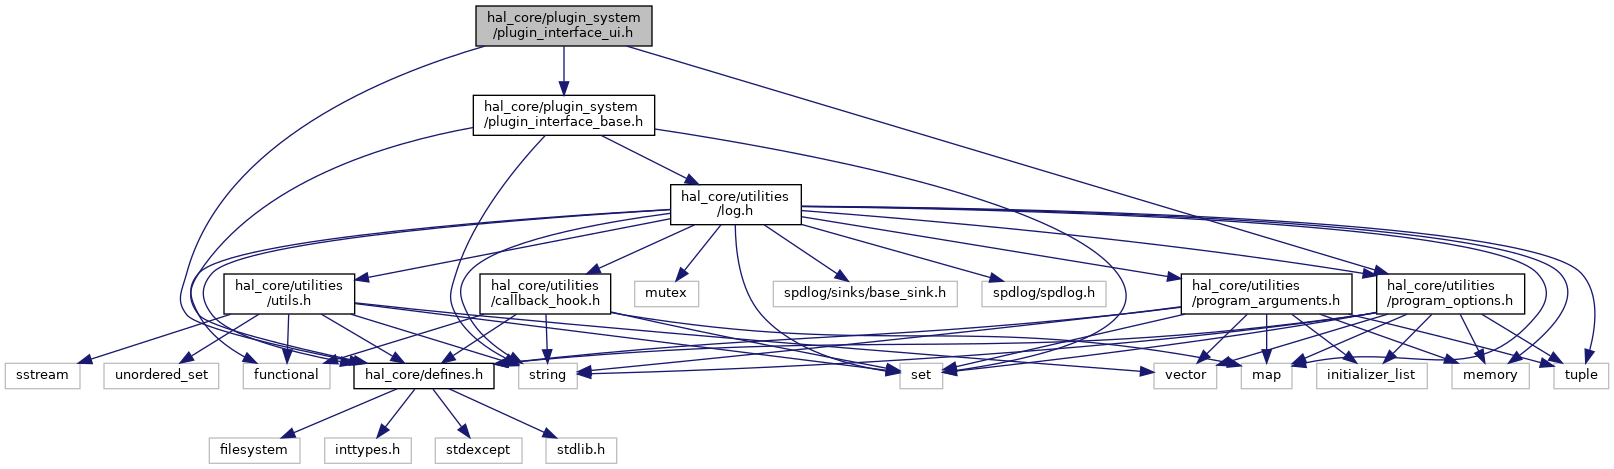 hal_core/plugin_system
/plugin_interface_ui.h
hal_core/plugin_system
/plugin_interface_base.h
hal_core/utilities
/log.h
hal_core/utilities
/utils.h
hal_core/utilities
/callback_hook.h
mutex
spdlog/sinks/base_sink.h
spdlog/spdlog.h
hal_core/utilities
/program_arguments.h
hal_core/utilities
/program_options.h
sstream
unordered_set
functional
hal_core/defines.h
string
set
vector
map
initializer_list
memory
tuple
filesystem
inttypes.h
stdexcept
stdlib.h